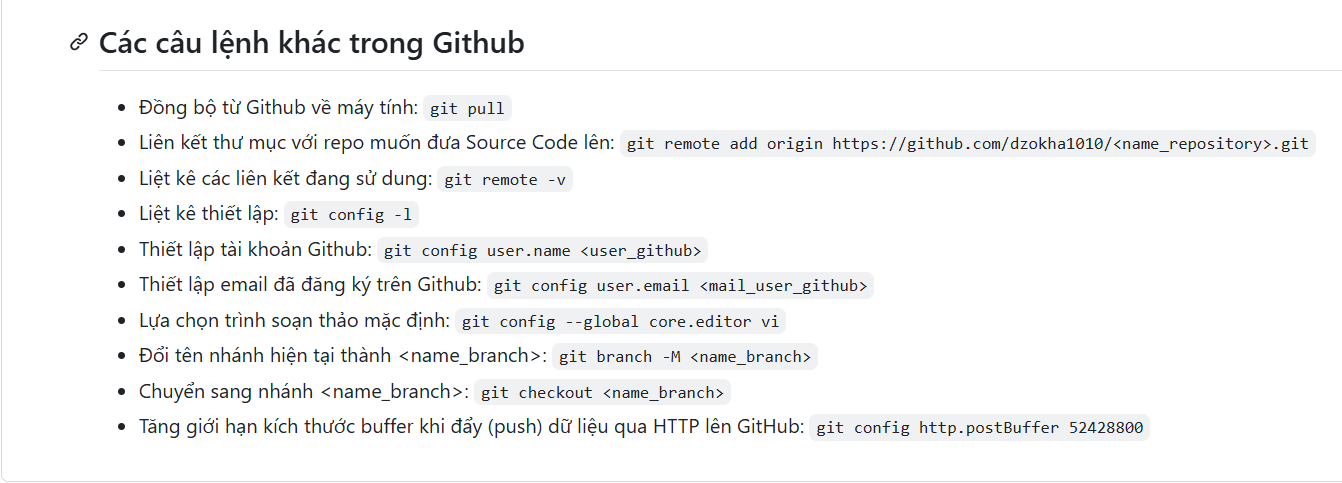 Các câu lệnh khác trong Github
Đồng bộ từ Github về máy tính: git pull
Liên kết thư mục với repo muốn đưa Source Code lên: git remote add origin https://github.com/dzokha1010/<name_repository>.git
Liệt kê các liên kết đang sử dung: git remote -v
Liệt kê thiết lập: git config -l
Thiết lập tài khoản Github: git config user.name <user_github>
Thiết lập email đã đăng ký trên Github: git config user.email <mail_user_github>
Lựa chọn trình soạn thảo mặc định: git config --global core.editor vi
Đổi tên nhánh hiện tại thành <name_branch>: git branch -M <name_branch>
Chuyển sang nhánh <name_branch>: git checkout <name_branch>
Tăng giới hạn kích thước buffer khi đẩy (push) dữ liệu qua HTTP lên GitHub: git config http.postBuffer 52428800